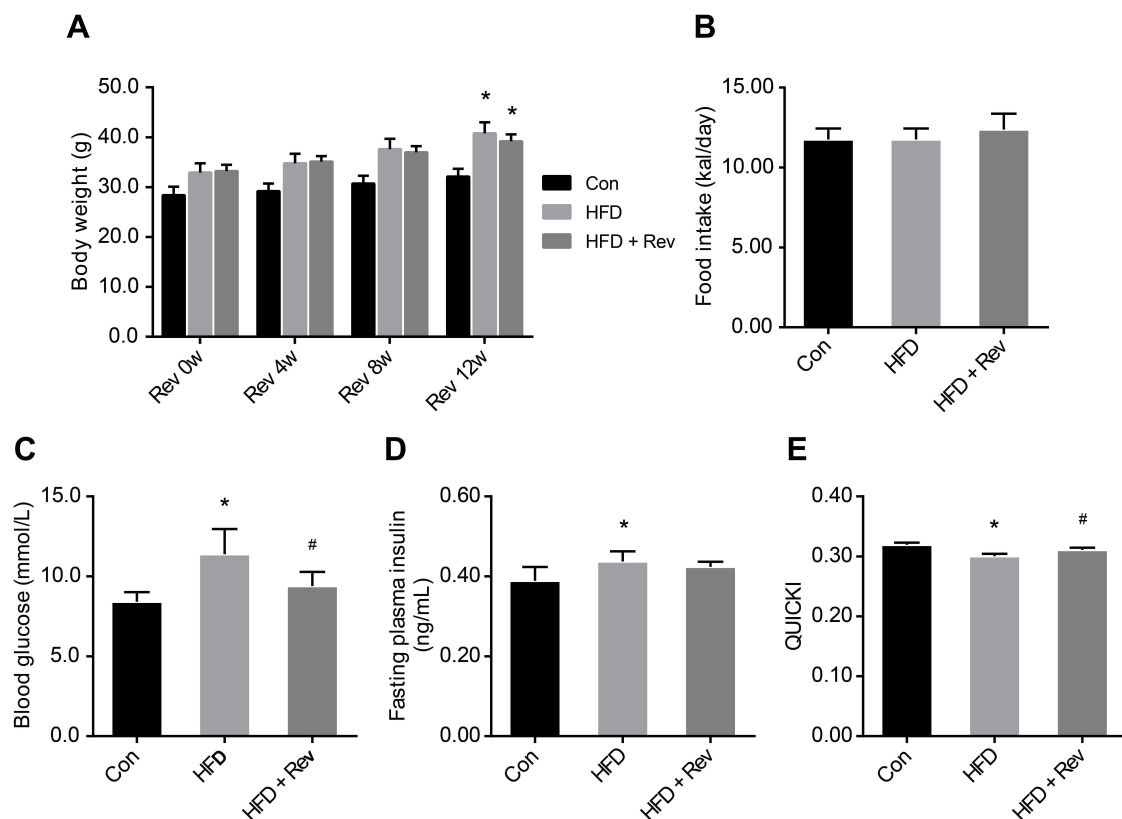 A
Body weight (g)
50.0
40.0
30.0
20.0
10.0
0.0
* *
Rev 0w
Rev 4w
Rev 8w
Rev 12w
Con
HFD
HFD + Rev
B
Food intake (kal/day)
15.00
10.00
5.00
0.00
Con
HFD
HFD + Rev
C
Blood glucose (mmol/L)
15.0
10.0
5.0
0.0
*
#
Con
HFD
HFD + Rev
D
Fasting plasma insulin
(ng/mL)
0.60
0.40
0.20
0.00
*
Con
HFD
HFD + Rev
E
QUICKI
0.40
0.30
0.20
0.10
0.00
*
#
Con
HFD
HFD + Rev